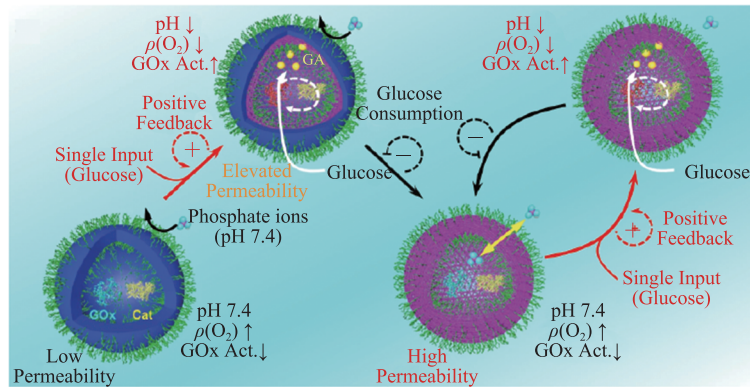 pH ↓
ρ(O₂) ↓
GOx Act.↑
GA
Positive
Feedback
+
Single Input
(Glucose)
Elevated
Permeability
Glucose
Consumption
−
Glucose
Phosphate ions
(pH 7.4)
GOx
Cat
pH 7.4
ρ(O₂) ↑
GOx Act.↓
Low
Permeability
pH ↓
ρ(O₂) ↓
GOx Act.↑
−
Glucose
Positive
Feedback
+
Single Input
(Glucose)
pH 7.4
ρ(O₂) ↑
GOx Act.↓
High
Permeability